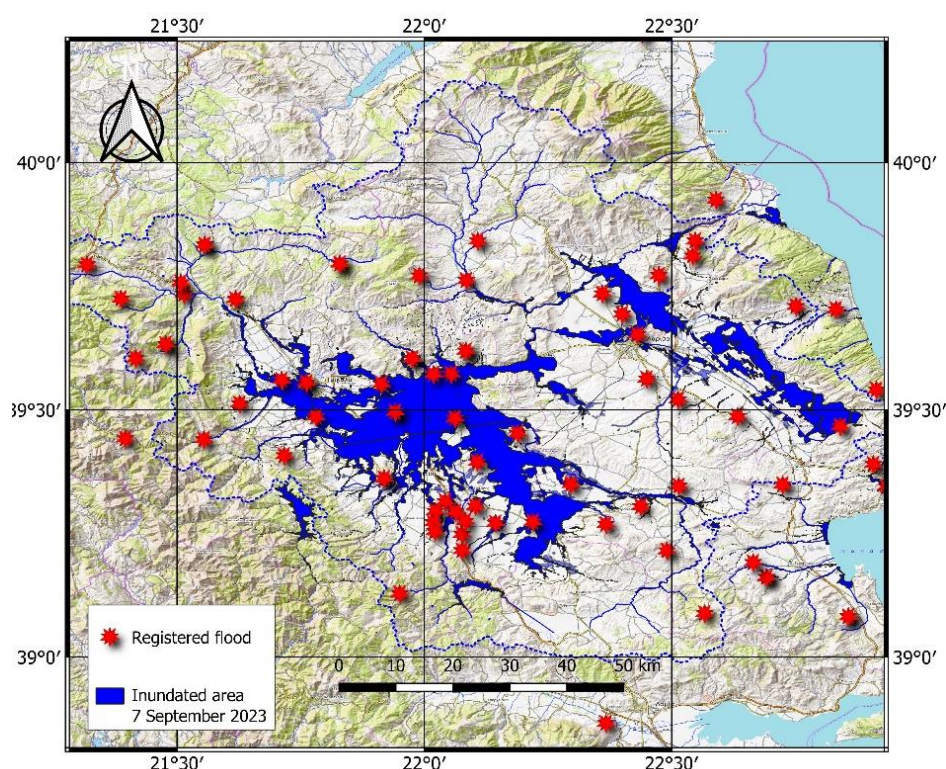 21°30′ 22°0′ 22°30′
40°0′ 40°0′
39°30′ 39°30′
Registered flood
39°0′ 39°0′
0 10 20 30 40 50 km
Inundated area
7 September 2023
21°30′ 22°0′ 22°30′